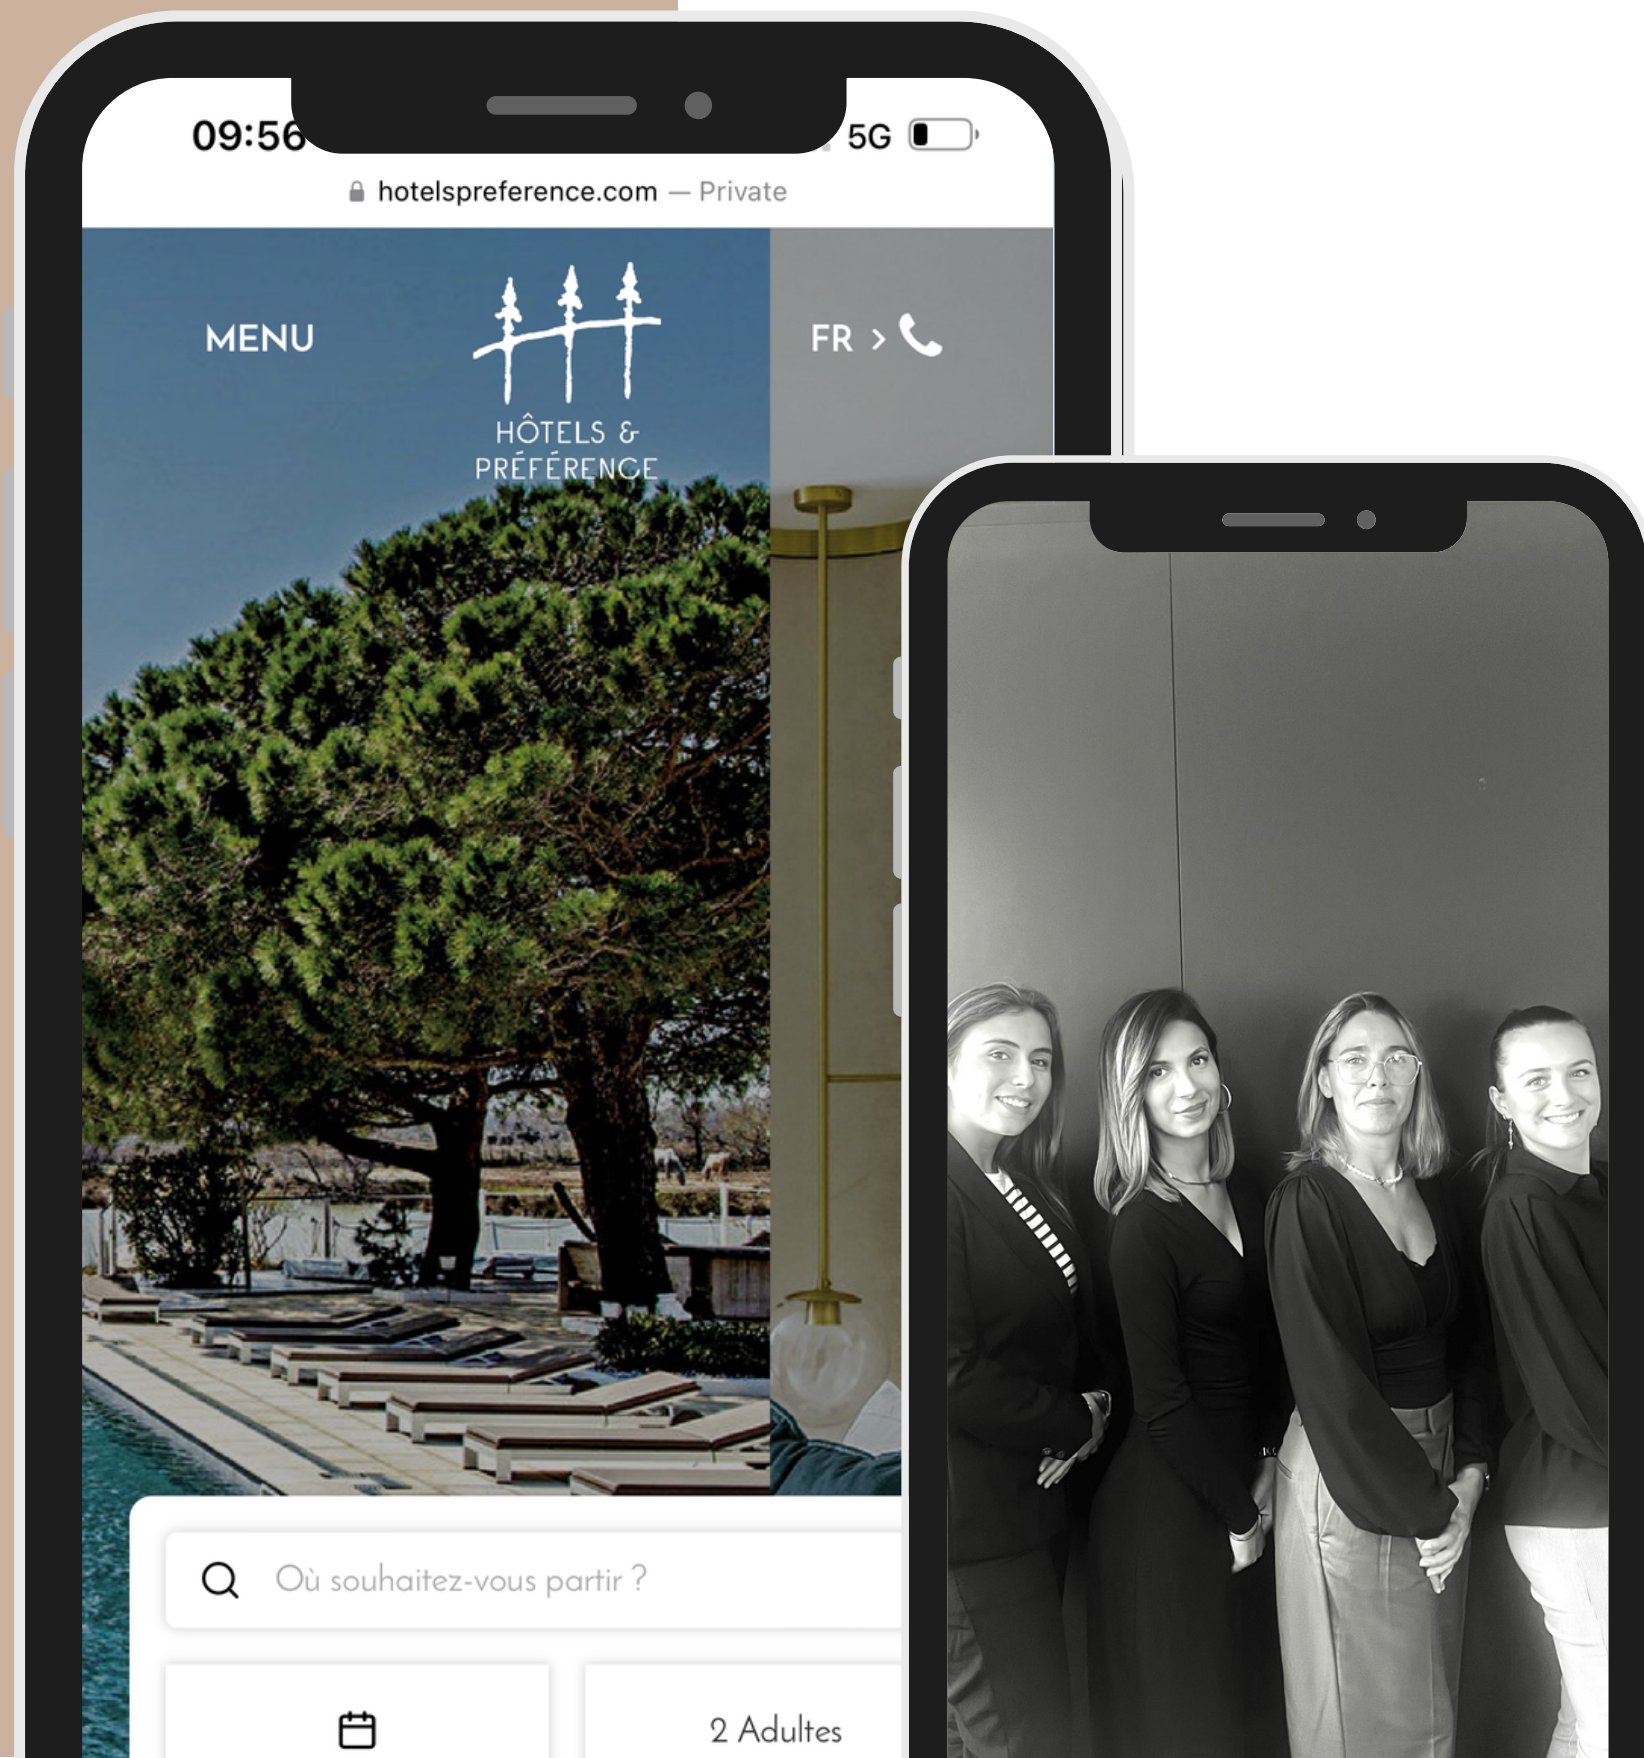 09:56
5G
hotelspreference.com — Private
MENU
FR >
HÔTELS &
PRÉFÉRENCE
Où souhaitez-vous partir ?
2 Adultes